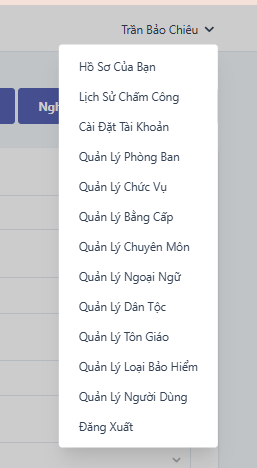 Trần Bảo Chiêu
Hồ Sơ Của Bạn
Lịch Sử Chấm Công
Cài Đặt Tài Khoản
Ngh
Quản Lý Phòng Ban
Quản Lý Chức Vụ
Quản Lý Bằng Cấp
Quản Lý Chuyên Môn
Quản Lý Ngoại Ngữ
Quản Lý Dân Tộc
Quản Lý Tôn Giáo
Quản Lý Loại Bảo Hiểm
Quản Lý Người Dùng
Đăng Xuất